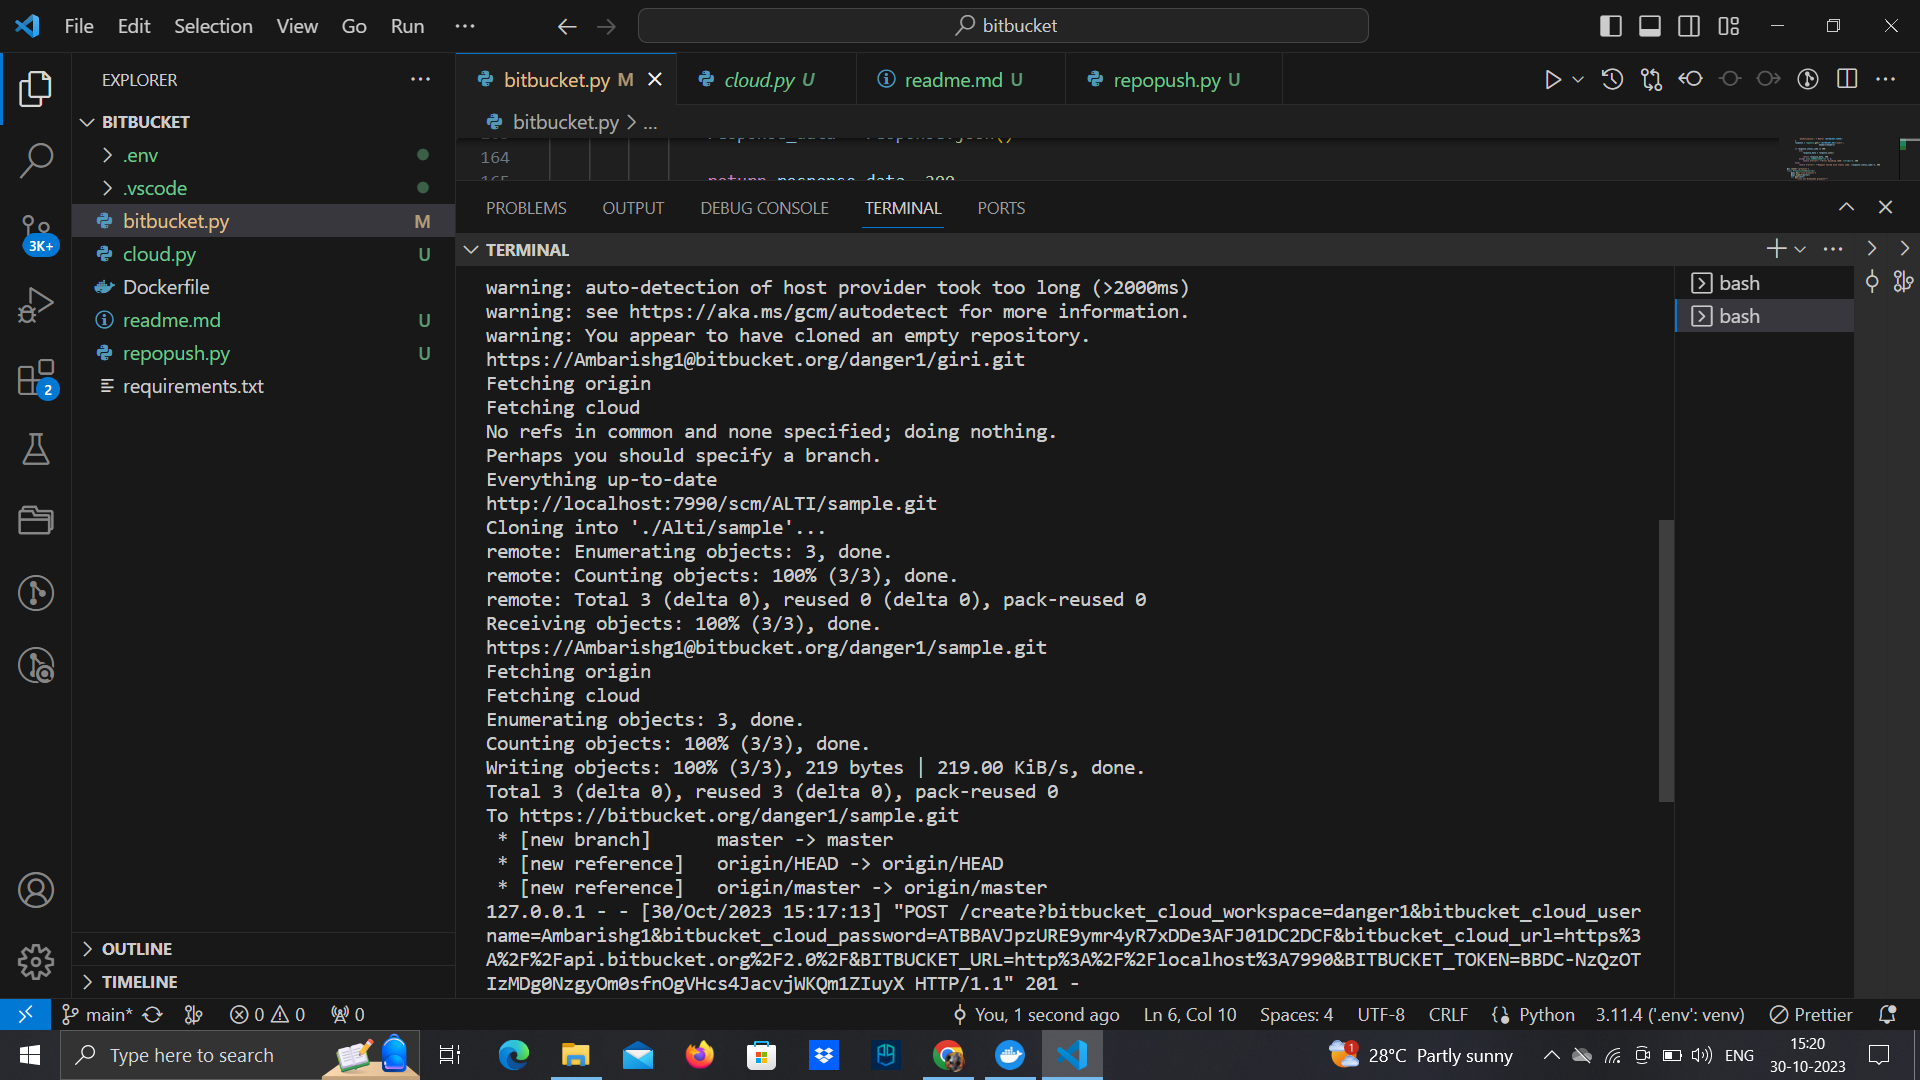 File Edit Selection View Go Run ···
bitbucket
EXPLORER
BITBUCKET
.env
.vscode
bitbucket.py M
cloud.py U
Dockerfile
readme.md U
repopush.py U
requirements.txt
OUTLINE
TIMELINE
3K+
2
bitbucket.py M
cloud.py U
readme.md U
repopush.py U
bitbucket.py > ...
164
PROBLEMS OUTPUT DEBUG CONSOLE TERMINAL PORTS
TERMINAL
bash
bash
warning: auto-detection of host provider took too long (>2000ms)
warning: see https://aka.ms/gcm/autodetect for more information.
warning: You appear to have cloned an empty repository.
https://Ambarishg1@bitbucket.org/danger1/giri.git
Fetching origin
Fetching cloud
No refs in common and none specified; doing nothing.
Perhaps you should specify a branch.
Everything up-to-date
http://localhost:7990/scm/ALTI/sample.git
Cloning into './Alti/sample'...
remote: Enumerating objects: 3, done.
remote: Counting objects: 100% (3/3), done.
remote: Total 3 (delta 0), reused 0 (delta 0), pack-reused 0
Receiving objects: 100% (3/3), done.
https://Ambarishg1@bitbucket.org/danger1/sample.git
Fetching origin
Fetching cloud
Enumerating objects: 3, done.
Counting objects: 100% (3/3), done.
Writing objects: 100% (3/3), 219 bytes | 219.00 KiB/s, done.
Total 3 (delta 0), reused 3 (delta 0), pack-reused 0
To https://bitbucket.org/danger1/sample.git
* [new branch] master -> master
* [new reference] origin/HEAD -> origin/HEAD
* [new reference] origin/master -> origin/master
127.0.0.1 - - [30/Oct/2023 15:17:13] "POST /create?bitbucket_cloud_workspace=danger1&bitbucket_cloud_user
name=Ambarishg1&bitbucket_cloud_password=ATBBAVJpzURE9ymr4yR7xDDe3AFJ01DC2DCF&bitbucket_cloud_url=https%3
A%2F%2Fapi.bitbucket.org%2F2.0%2F&BITBUCKET_URL=http%3A%2F%2Flocalhost%3A7990&BITBUCKET_TOKEN=BBDC-NzQzOT
IzMDg0NzgyOm0sfnOgVHcs4JacvjWKQm1ZIuyX HTTP/1.1" 201 -
main* 0 0 0 You, 1 second ago Ln 6, Col 10 Spaces: 4 UTF-8 CRLF Python 3.11.4 ('.env': venv) Prettier
Type here to search
1
28°C Partly sunny
ENG
15:20
30-10-2023